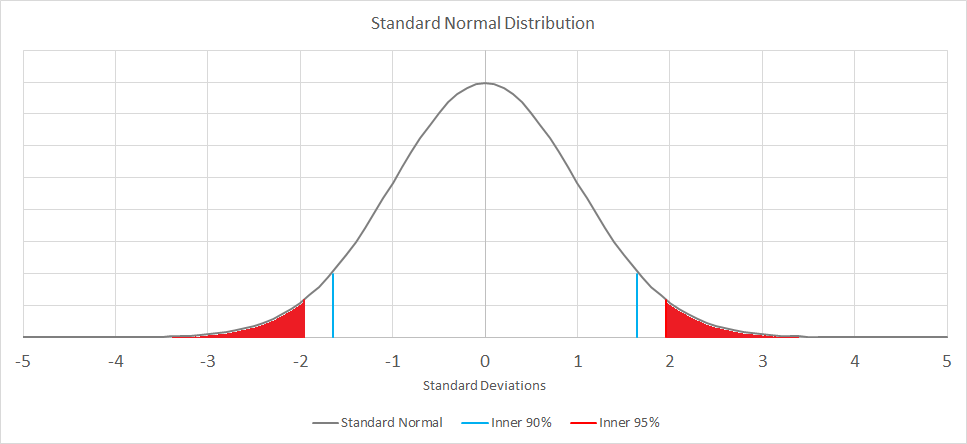 Standard Normal Distribution
-5 -4 -3 -2 -1 0 1 2 3 4 5
Standard Deviations
Standard Normal Inner 90% Inner 95%